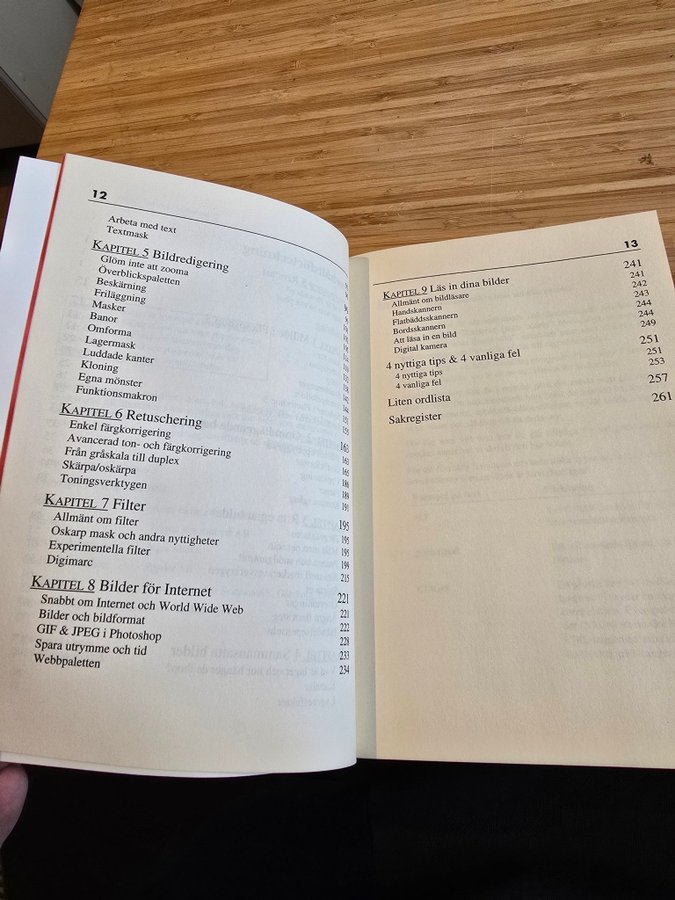 12
Arbeta med text
Textmask
KAPITEL 5 Bildredigering
Glöm inte att zooma
Överblickspaletten
Beskärning
Friläggning
Masker
Banor
Omforma
Lagermask
Luddade kanter
Kloning
Egna mönster
Funktionsmakron
KAPITEL 6 Retuschering
Enkel färgkorrigering
Avancerad ton- och färgkorrigering
Från gråskala till duplex
Skärpa/oskärpa
Toningsverktygen
KAPITEL 7 Filter 195
Allmänt om filter 195
Oskarp mask och andra nyttigheter 195
Experimentella filter 199
Digimarc 215
KAPITEL 8 Bilder för Internet 221
Snabbt om Internet och World Wide Web 221
Bilder och bildformat 222
GIF & JPEG i Photoshop 228
Spara utrymme och tid 233
Webbpaletten 234
13
KAPITEL 9 Läs in dina bilder 241
Allmänt om bildläsare 241
Handskannern 242
Flatbäddsskannern 243
Bordsskannern 244
Att läsa in en bild 244
Digital kamera 249
4 nyttiga tips & 4 vanliga fel 251
4 nyttiga tips 251
4 vanliga fel 253
Liten ordlista 257
Sakregister 261